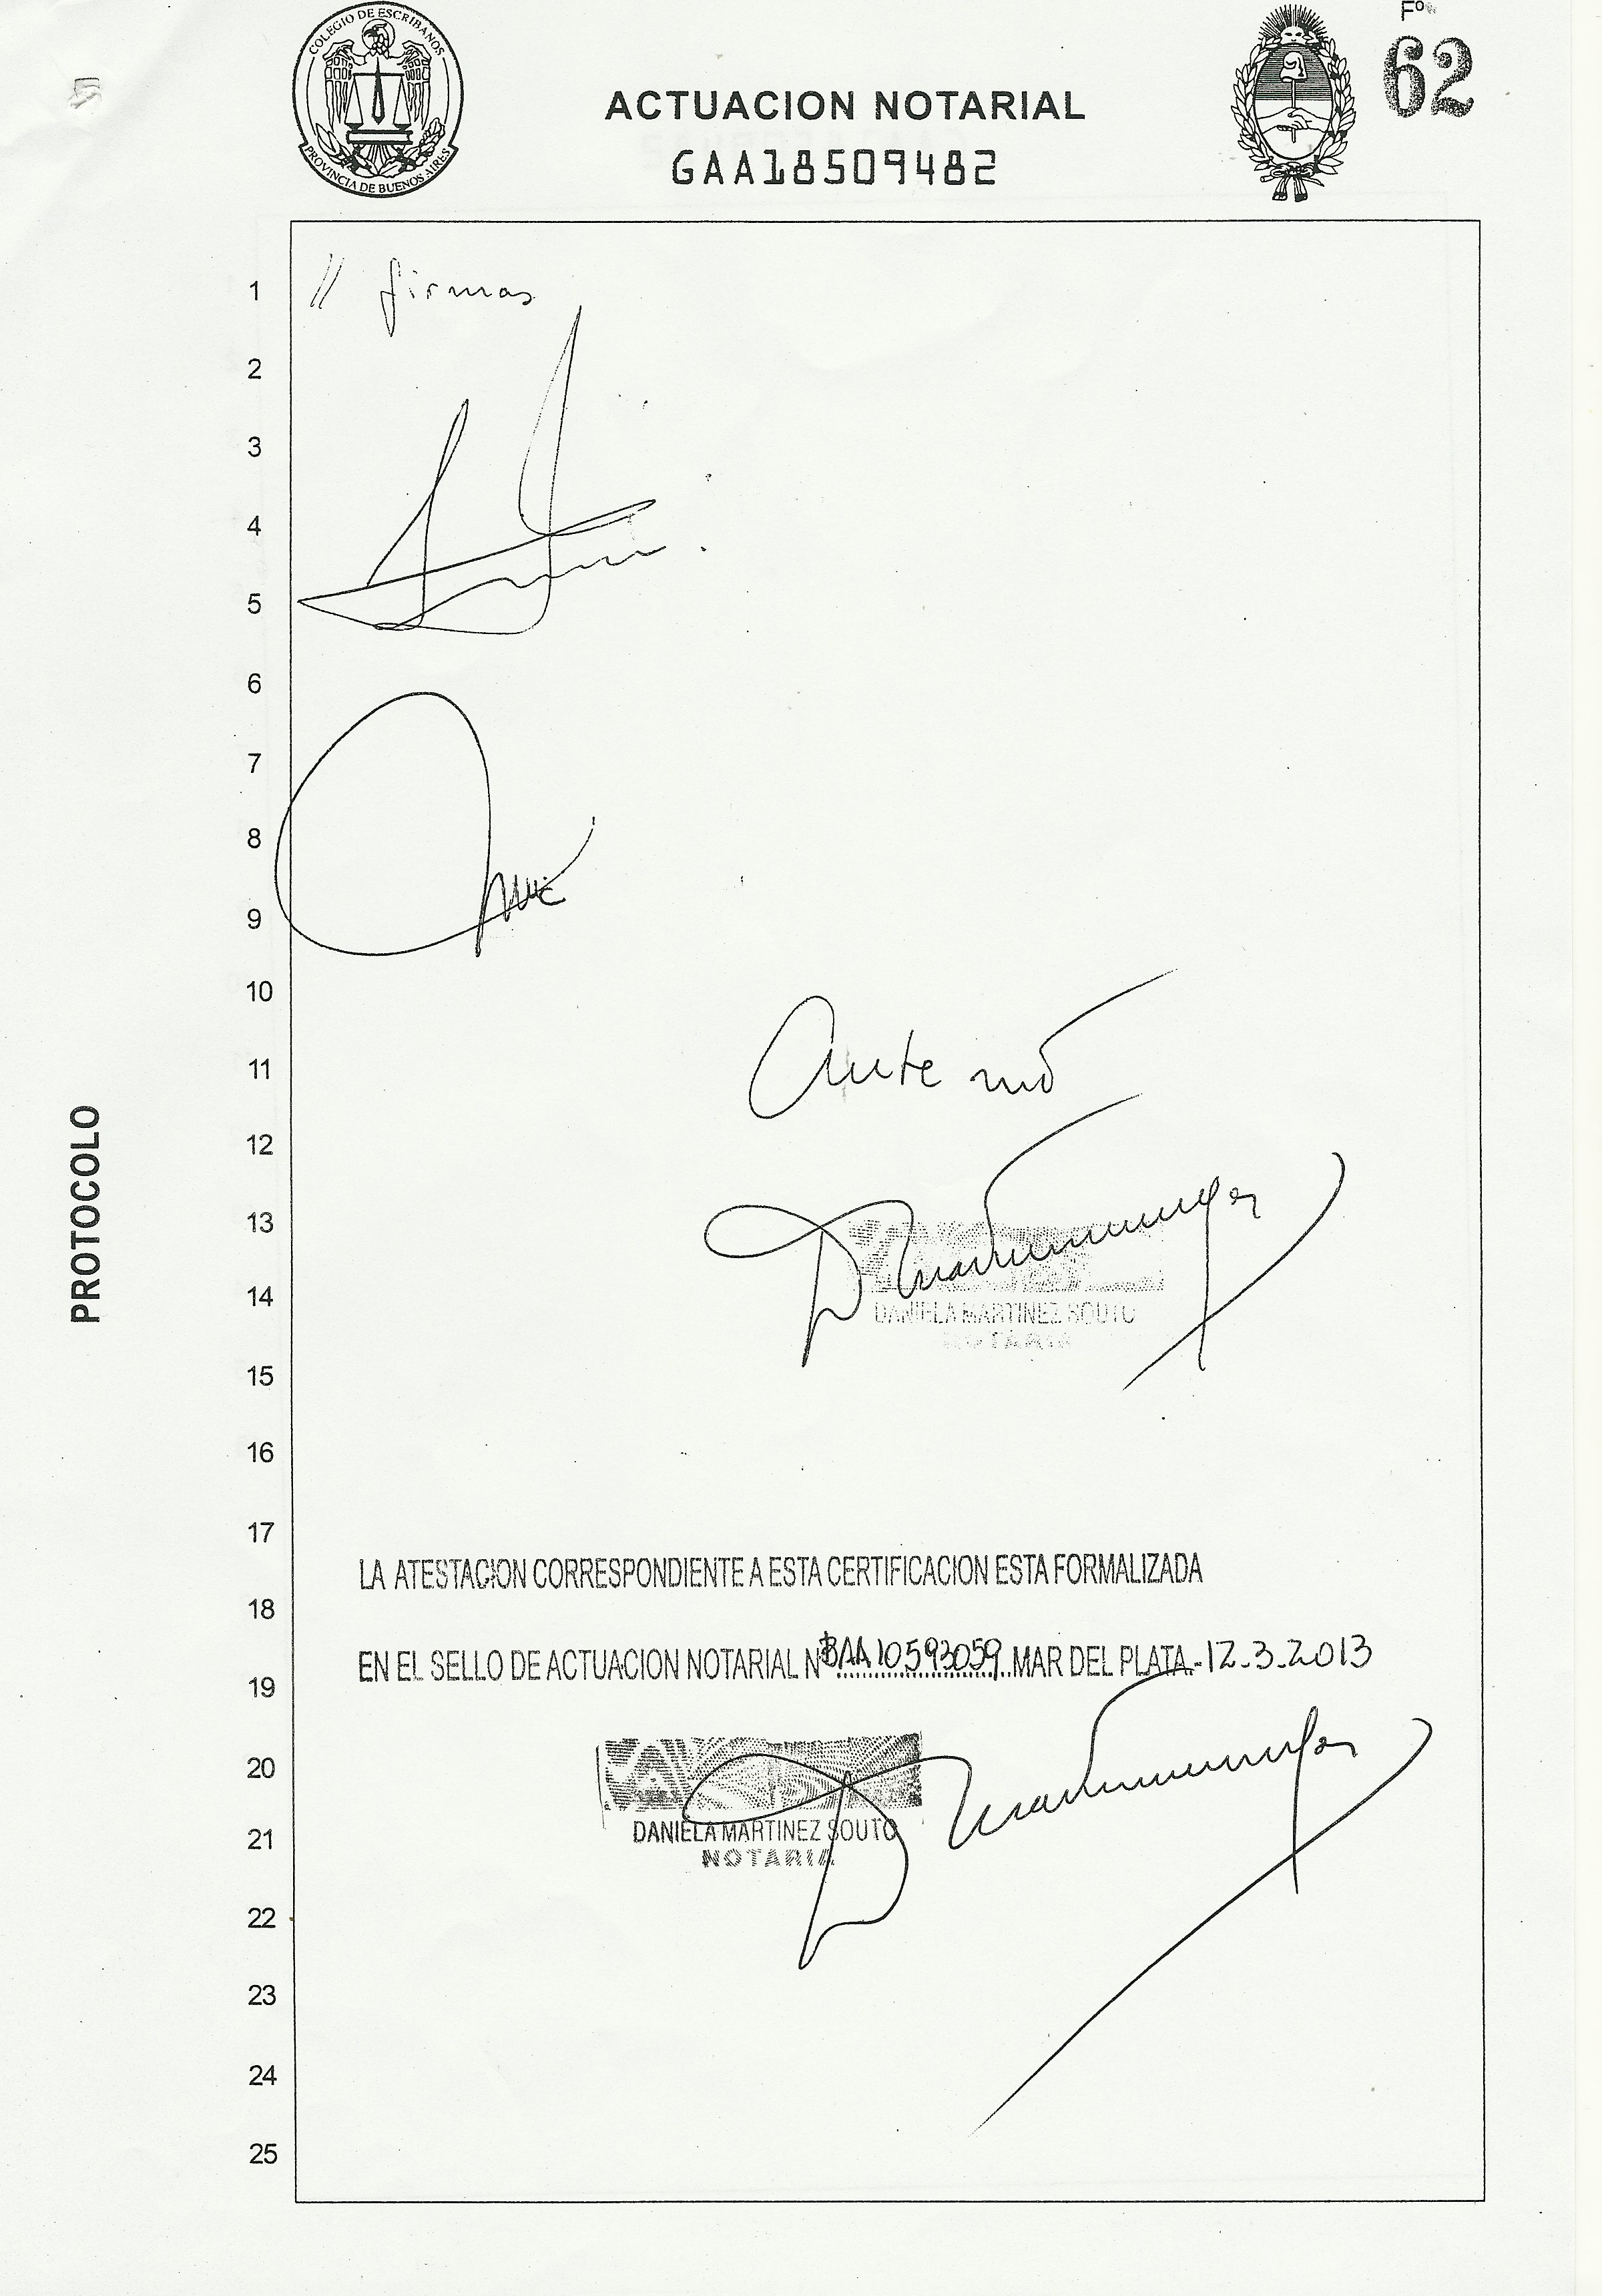 COLEGIO DE ESCRIBANOS
PROVINCIA DE BUENOS AIRES
ACTUACION NOTARIAL
GAA18509482
Fº
62
PROTOCOLO
1
// firmas
2
3
4
5
6
7
8
9
10
11
Ante mí
12
13
14
DANIELA MARTINEZ SOUTO
NOTARIA
15
16
17
LA ATESTACION CORRESPONDIENTE A ESTA CERTIFICACION ESTA FORMALIZADA
18
EN EL SELLO DE ACTUACION NOTARIAL Nº BAA10593059 MAR DEL PLATA.-12-3-2013
19
20
21
DANIELA MARTINEZ SOUTO
NOTARIA
22
23
24
25